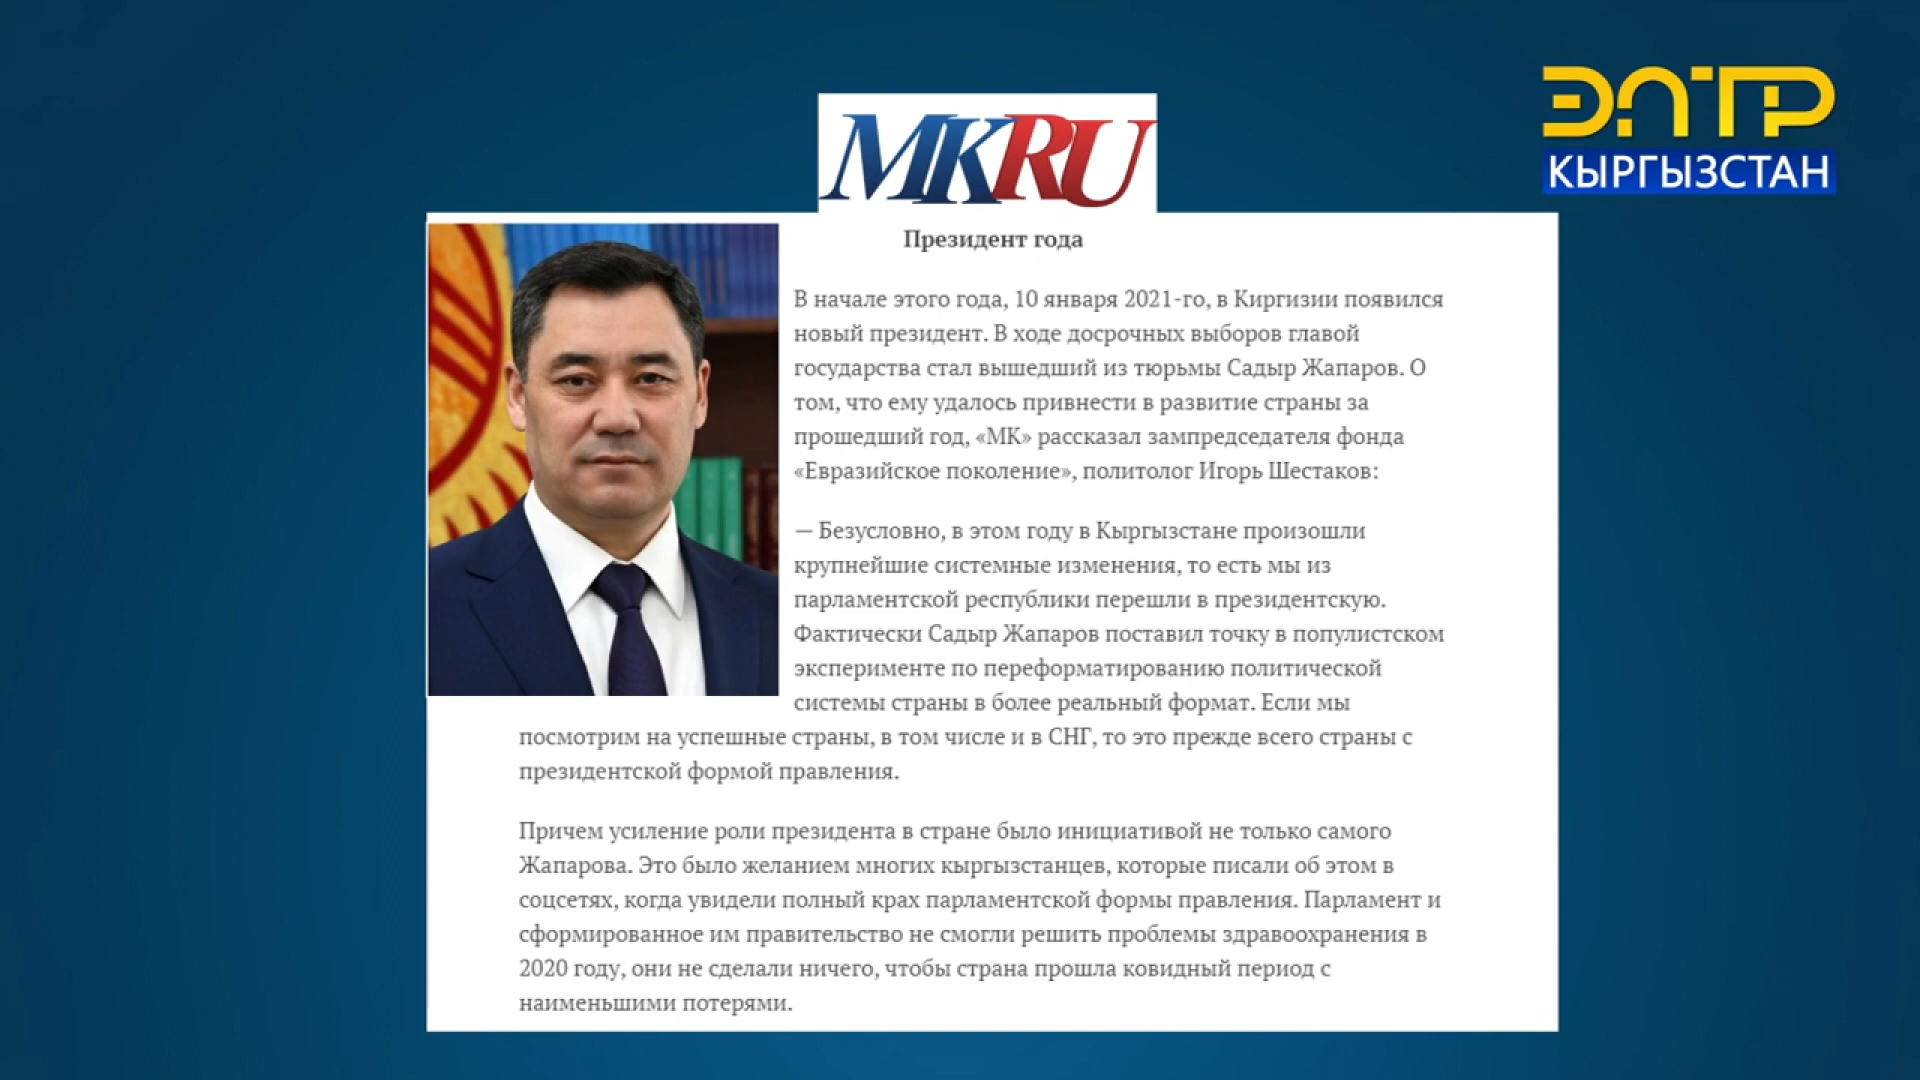 ЭЛТР
КЫРГЫЗСТАН
MKRU
Президент года
В начале этого года, 10 января 2021-го, в Киргизии появился
новый президент. В ходе досрочных выборов главой
государства стал вышедший из тюрьмы Садыр Жапаров. О
том, что ему удалось привнести в развитие страны за
прошедший год, «МК» рассказал зампредседателя фонда
«Евразийское поколение», политолог Игорь Шестаков:
— Безусловно, в этом году в Кыргызстане произошли
крупнейшие системные изменения, то есть мы из
парламентской республики перешли в президентскую.
Фактически Садыр Жапаров поставил точку в популистском
эксперименте по переформатированию политической
системы страны в более реальный формат. Если мы
посмотрим на успешные страны, в том числе и в СНГ, то это прежде всего страны с
президентской формой правления.
Причем усиление роли президента в стране было инициативой не только самого
Жапарова. Это было желанием многих кыргызстанцев, которые писали об этом в
соцсетях, когда увидели полный крах парламентской формы правления. Парламент и
сформированное им правительство не смогли решить проблемы здравоохранения в
2020 году, они не сделали ничего, чтобы страна прошла ковидный период с
наименьшими потерями.